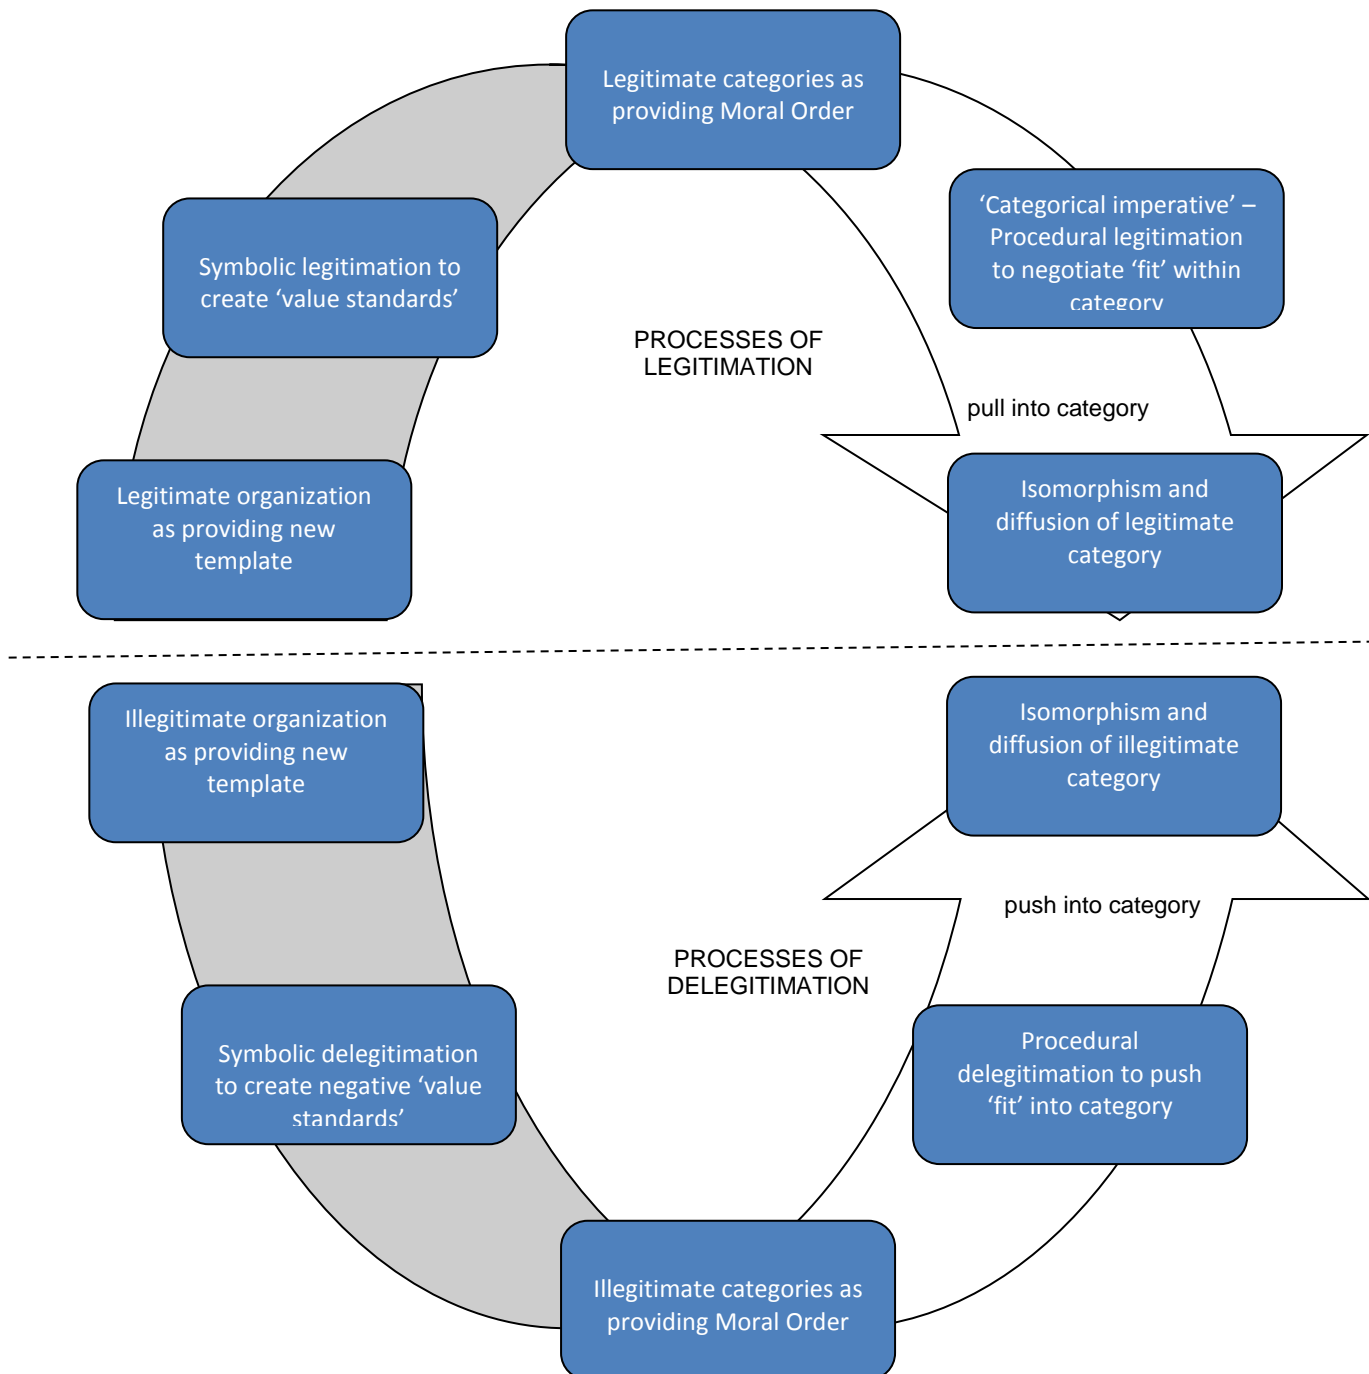 Legitimate categories as
providing Moral Order
‘Categorical imperative’ –
Procedural legitimation
to negotiate ‘fit’ within
category
Symbolic legitimation to
create ‘value standards’
PROCESSES OF
LEGITIMATION
pull into category
Legitimate organization
as providing new
template
Isomorphism and
diffusion of legitimate
category
Illegitimate organization
as providing new
template
Isomorphism and
diffusion of illegitimate
category
push into category
PROCESSES OF
DELEGITIMATION
Symbolic delegitimation
to create negative ‘value
standards’
Procedural
delegitimation to push
‘fit’ into category
Illegitimate categories as
providing Moral Order